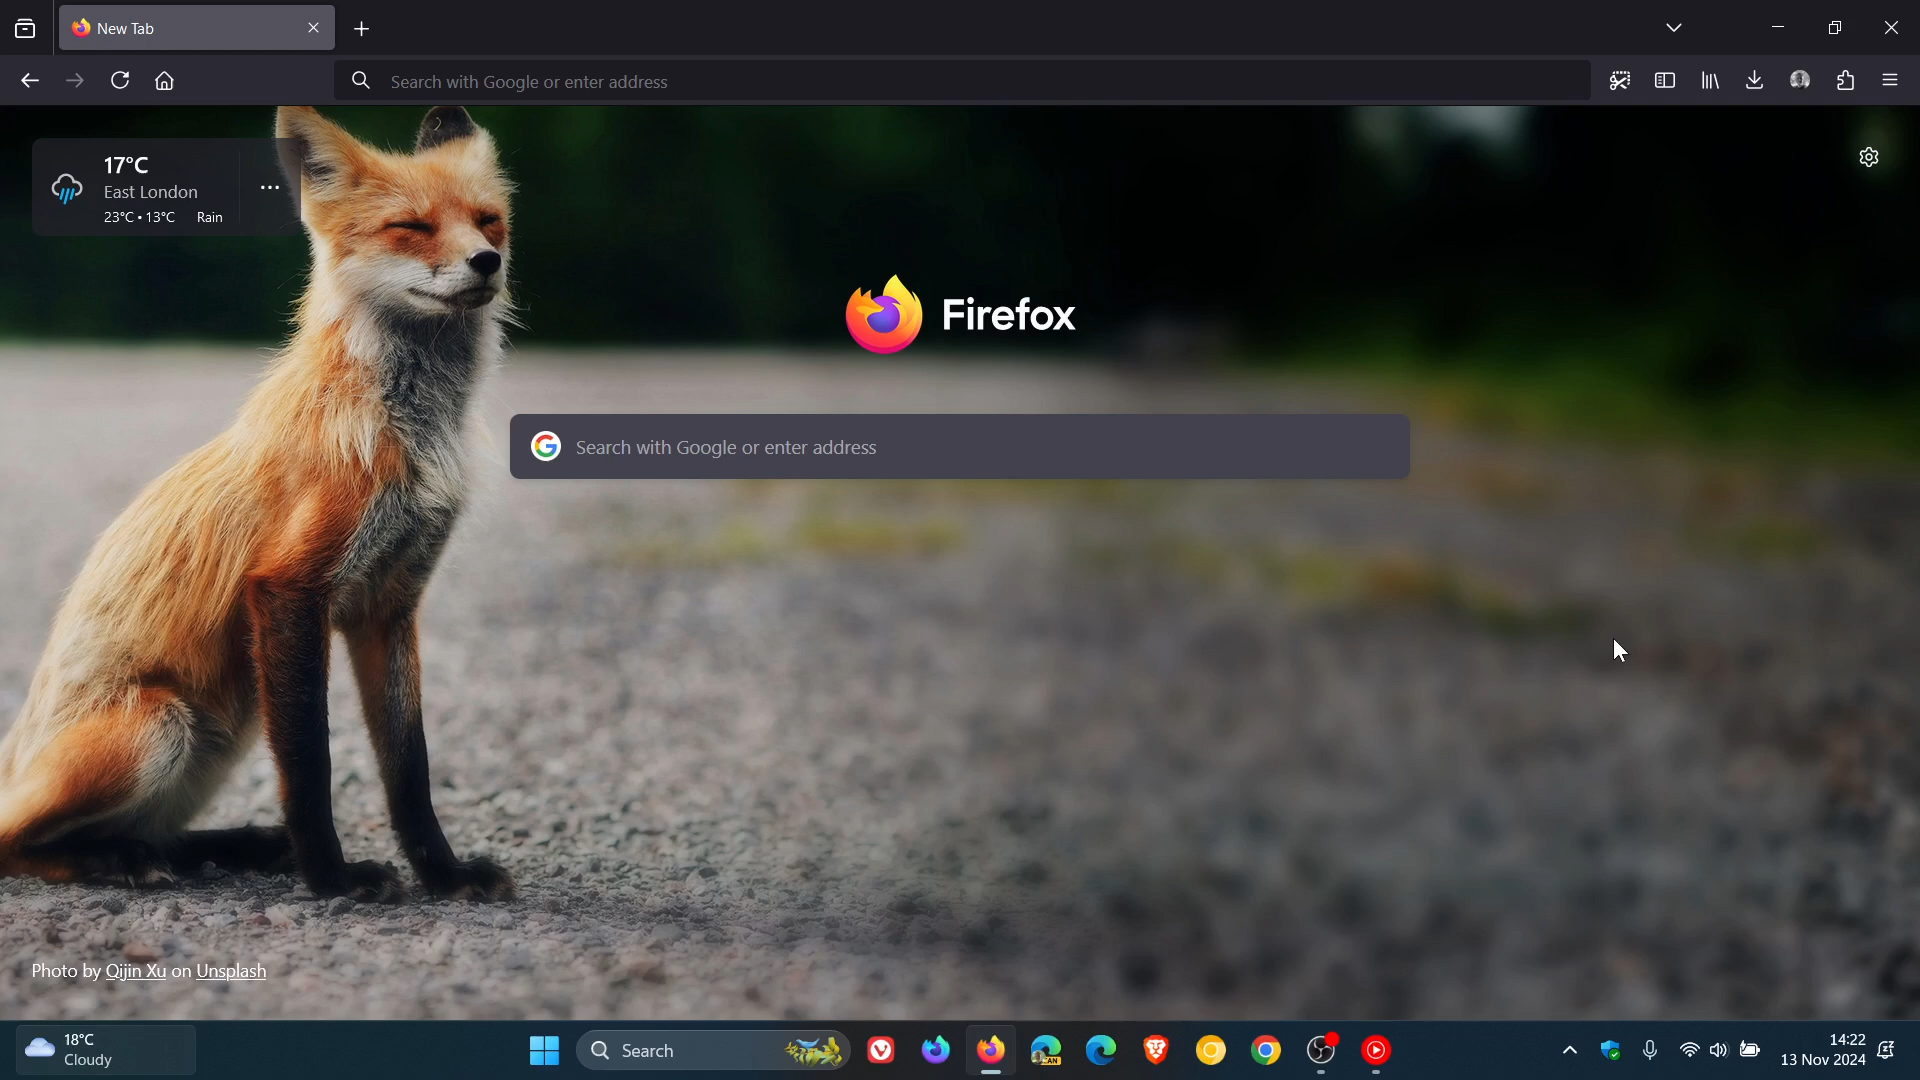 New Tab
Search with Google or enter address
17°C
East London
23°C • 13°C Rain
Firefox
Search with Google or enter address
Photo by Qijin Xu on Unsplash
18°C
Cloudy
Search
CAN
14:22
13 Nov 2024